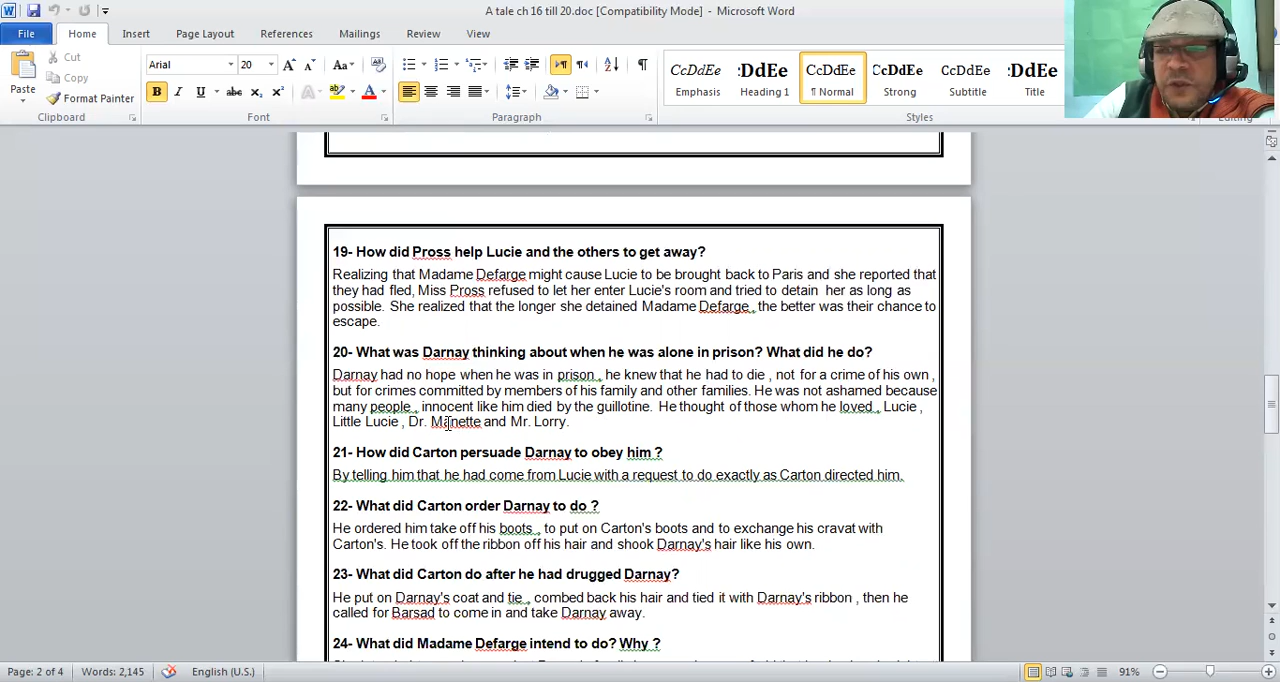 A tale ch 16 till 20.doc [Compatibility Mode] - Microsoft Word
File Home Insert Page Layout References Mailings Review View
Paste
Cut
Copy
Format Painter
Clipboard
Arial 20
Font
Paragraph
AaBbCcDdEe
CcDdEe :DdEe CcDdEe CcDdEe CcDdEe :DdEe
Emphasis Heading 1 ¶ Normal Strong Subtitle Title
Styles
Editing
19- How did Pross help Lucie and the others to get away?
Realizing that Madame Defarge might cause Lucie to be brought back to Paris and she reported that
they had fled, Miss Pross refused to let her enter Lucie's room and tried to detain her as long as
possible. She realized that the longer she detained Madame Defarge , the better was their chance to
escape.
20- What was Darnay thinking about when he was alone in prison? What did he do?
Darnay had no hope when he was in prison , he knew that he had to die , not for a crime of his own ,
but for crimes committed by members of his family and other families. He was not ashamed because
many people , innocent like him died by the guillotine. He thought of those whom he loved , Lucie ,
Little Lucie , Dr. Manette and Mr. Lorry.
21- How did Carton persuade Darnay to obey him ?
By telling him that he had come from Lucie with a request to do exactly as Carton directed him.
22- What did Carton order Darnay to do ?
He ordered him take off his boots , to put on Carton's boots and to exchange his cravat with
Carton's. He took off the ribbon off his hair and shook Darnay's hair like his own.
23- What did Carton do after he had drugged Darnay?
He put on Darnay's coat and tie , combed back his hair and tied it with Darnay's ribbon , then he
called for Barsad to come in and take Darnay away.
24- What did Madame Defarge intend to do? Why ?
Page: 2 of 4 Words: 2,145 English (U.S.) 91%